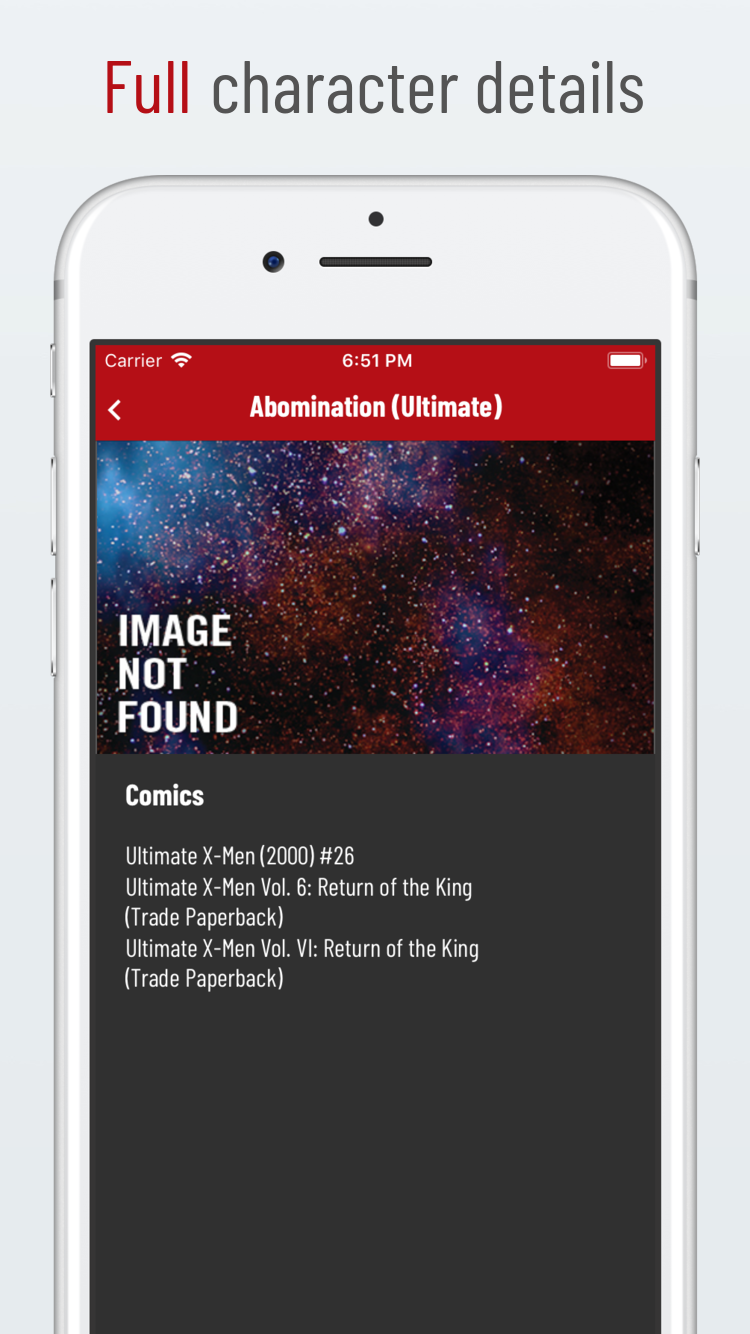 Full character details
Carrier 6:51 PM
Abomination (Ultimate)
IMAGE
NOT
FOUND
Comics
Ultimate X-Men (2000) #26
Ultimate X-Men Vol. 6: Return of the King
(Trade Paperback)
Ultimate X-Men Vol. VI: Return of the King
(Trade Paperback)